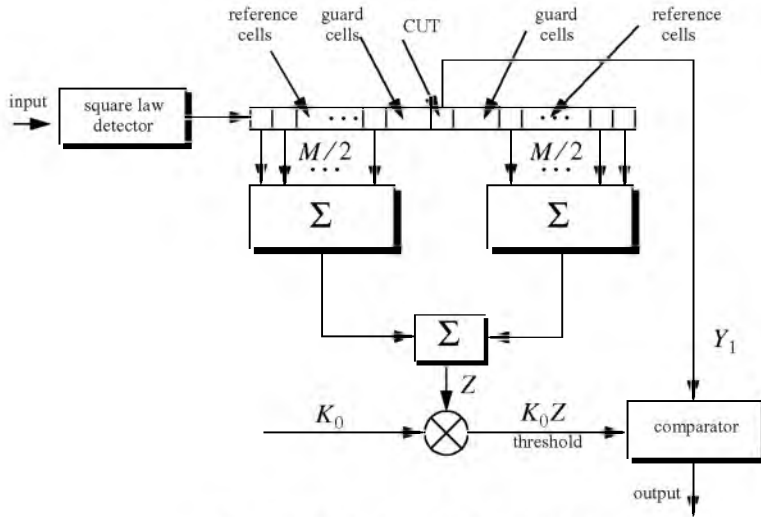 reference
cells
guard
cells
CUT
guard
cells
reference
cells
input
square law
detector
...
...
M/2
...
M/2
...
Σ
Σ
Σ
Y₁
Z
K₀
K₀Z
threshold
comparator
output